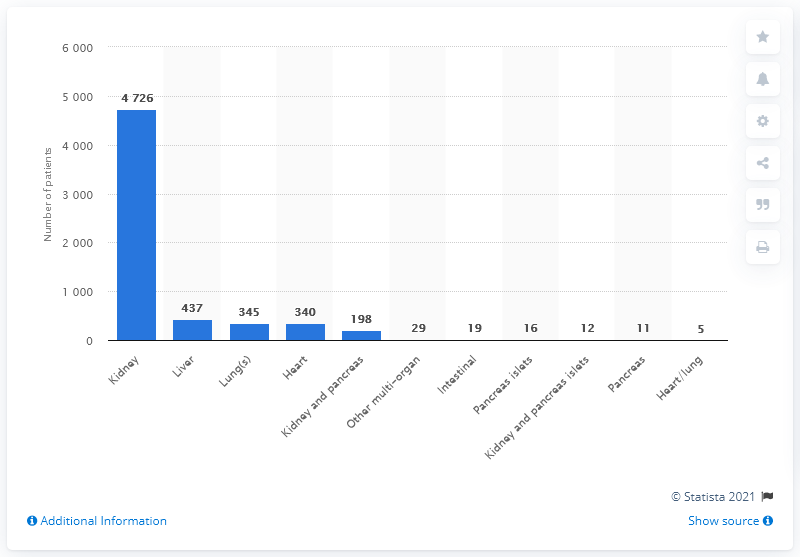 6 000
5 000
4 000
3 000
2 000
1 000
0
Number of patients
4 726
437
345
340
198
29
19
16
12
11
5
Kidney
Liver
Lung(s)
Heart
Kidney and pancreas
Other multi-organ
Intestinal
Pancreas islets
Kidney and pancreas islets
Pancreas
Heart/lung
© Statista 2021
Additional Information
Show source